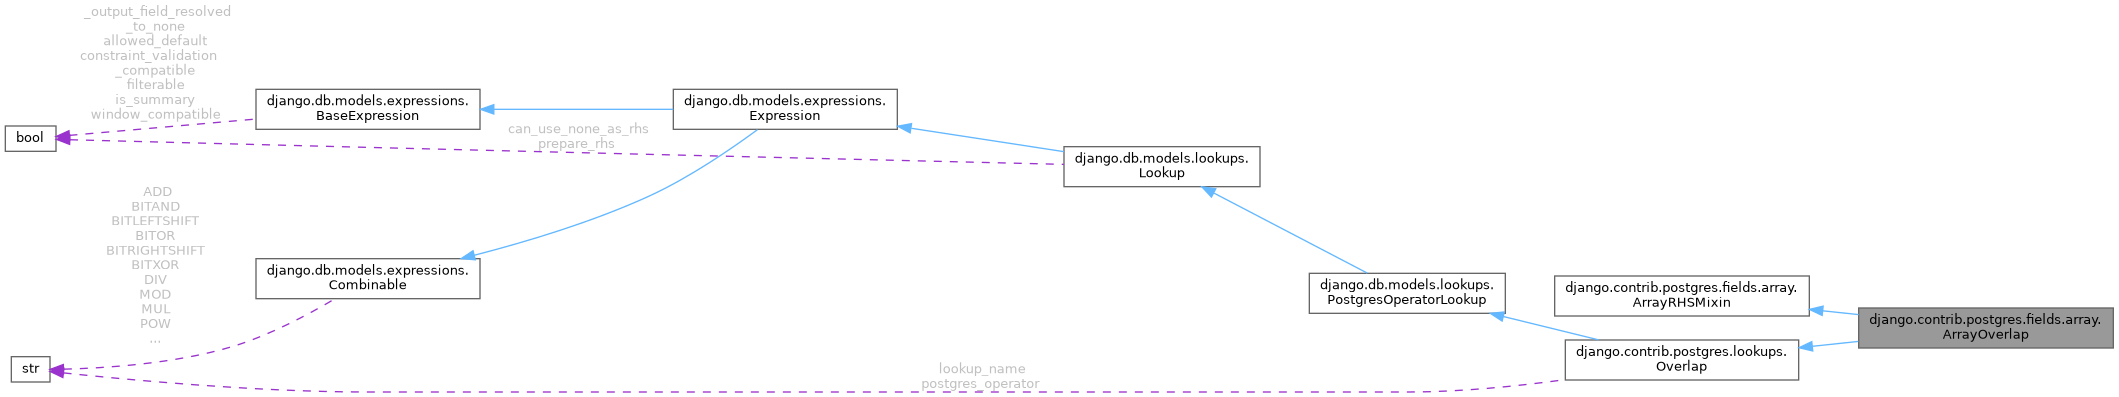 _output_field_resolved
_to_none
allowed_default
constraint_validation
_compatible
filterable
is_summary
window_compatible
django.db.models.expressions.
BaseExpression
django.db.models.expressions.
Expression
bool
can_use_none_as_rhs
prepare_rhs
django.db.models.lookups.
Lookup
ADD
BITAND
BITLEFTSHIFT
BITOR
BITRIGHTSHIFT
BITXOR
DIV
MOD
MUL
POW
...
django.db.models.expressions.
Combinable
django.db.models.lookups.
PostgresOperatorLookup
django.contrib.postgres.fields.array.
ArrayRHSMixin
django.contrib.postgres.fields.array.
ArrayOverlap
django.contrib.postgres.lookups.
Overlap
str
lookup_name
postgres_operator